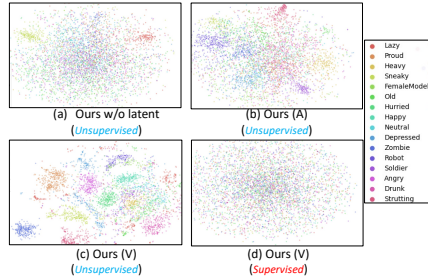 (a) Ours w/o latent
(Unsupervised)
(b) Ours (A)
(Unsupervised)
(c) Ours (V)
(Unsupervised)
(d) Ours (V)
(Supervised)
Lazy
Proud
Heavy
Sneaky
FemaleModel
Old
Hurried
Happy
Neutral
Depressed
Zombie
Robot
Soldier
Angry
Drunk
Strutting